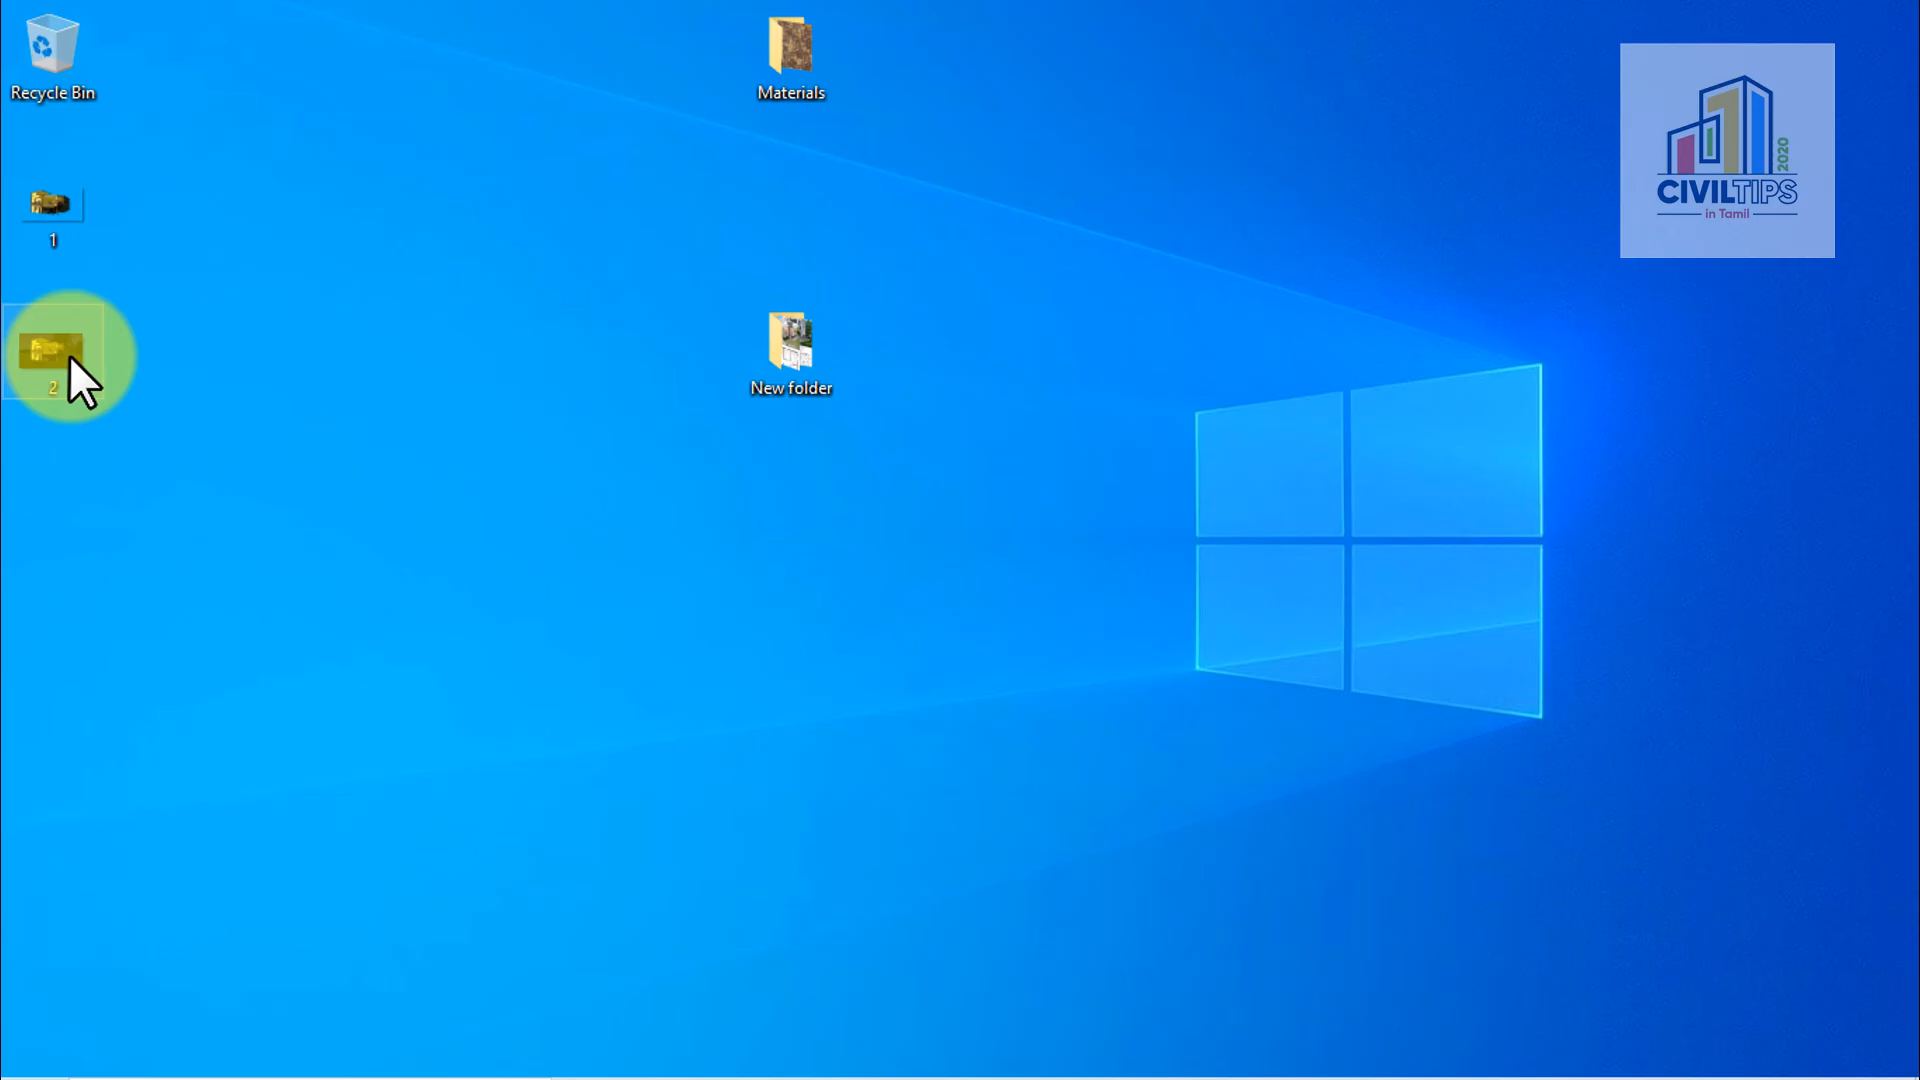 Recycle Bin
Materials
2020
CIVILTIPS
in Tamil
1
2
New folder